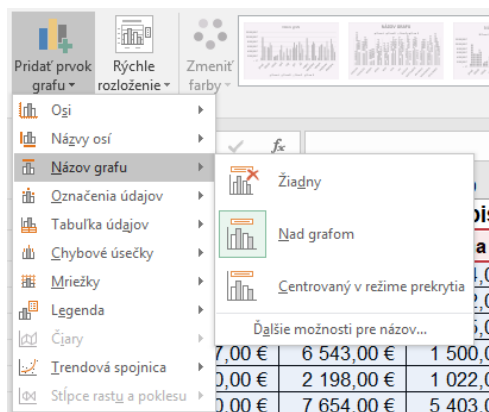 Pridať prvok grafu
Rýchle rozloženie
Zmeniť farby
NÁZOV GRAFU
Osi
Názvy osí
Názov grafu
Označenia údajov
Tabuľka údajov
Chybové úsečky
Mriežky
Legenda
Čiary
Trendová spojnica
Stĺpce rastu a poklesu
fx
Žiadny
Nad grafom
Centrovaný v režime prekrytia
Ďalšie možnosti pre názov...
7,00 € 6 543,00 € 1 500,
0,00 € 2 198,00 € 1 022,
0,00 € 7 654,00 € 5 403,0